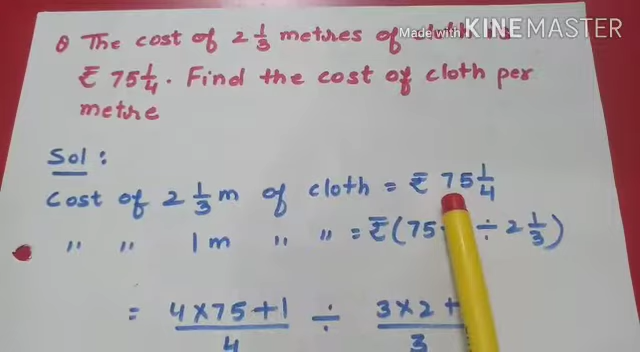 Q The cost of 2 1/3 metres of
₹ 75 1/4. Find the cost of cloth per
metre
Sol:
Cost of 2 1/3 m of cloth = ₹ 75 1/4
" " 1m " " = ₹(75 ÷ 2 1/3)
= 4×75+1/4 ÷ 3×2+/3
Made with KINEMASTER